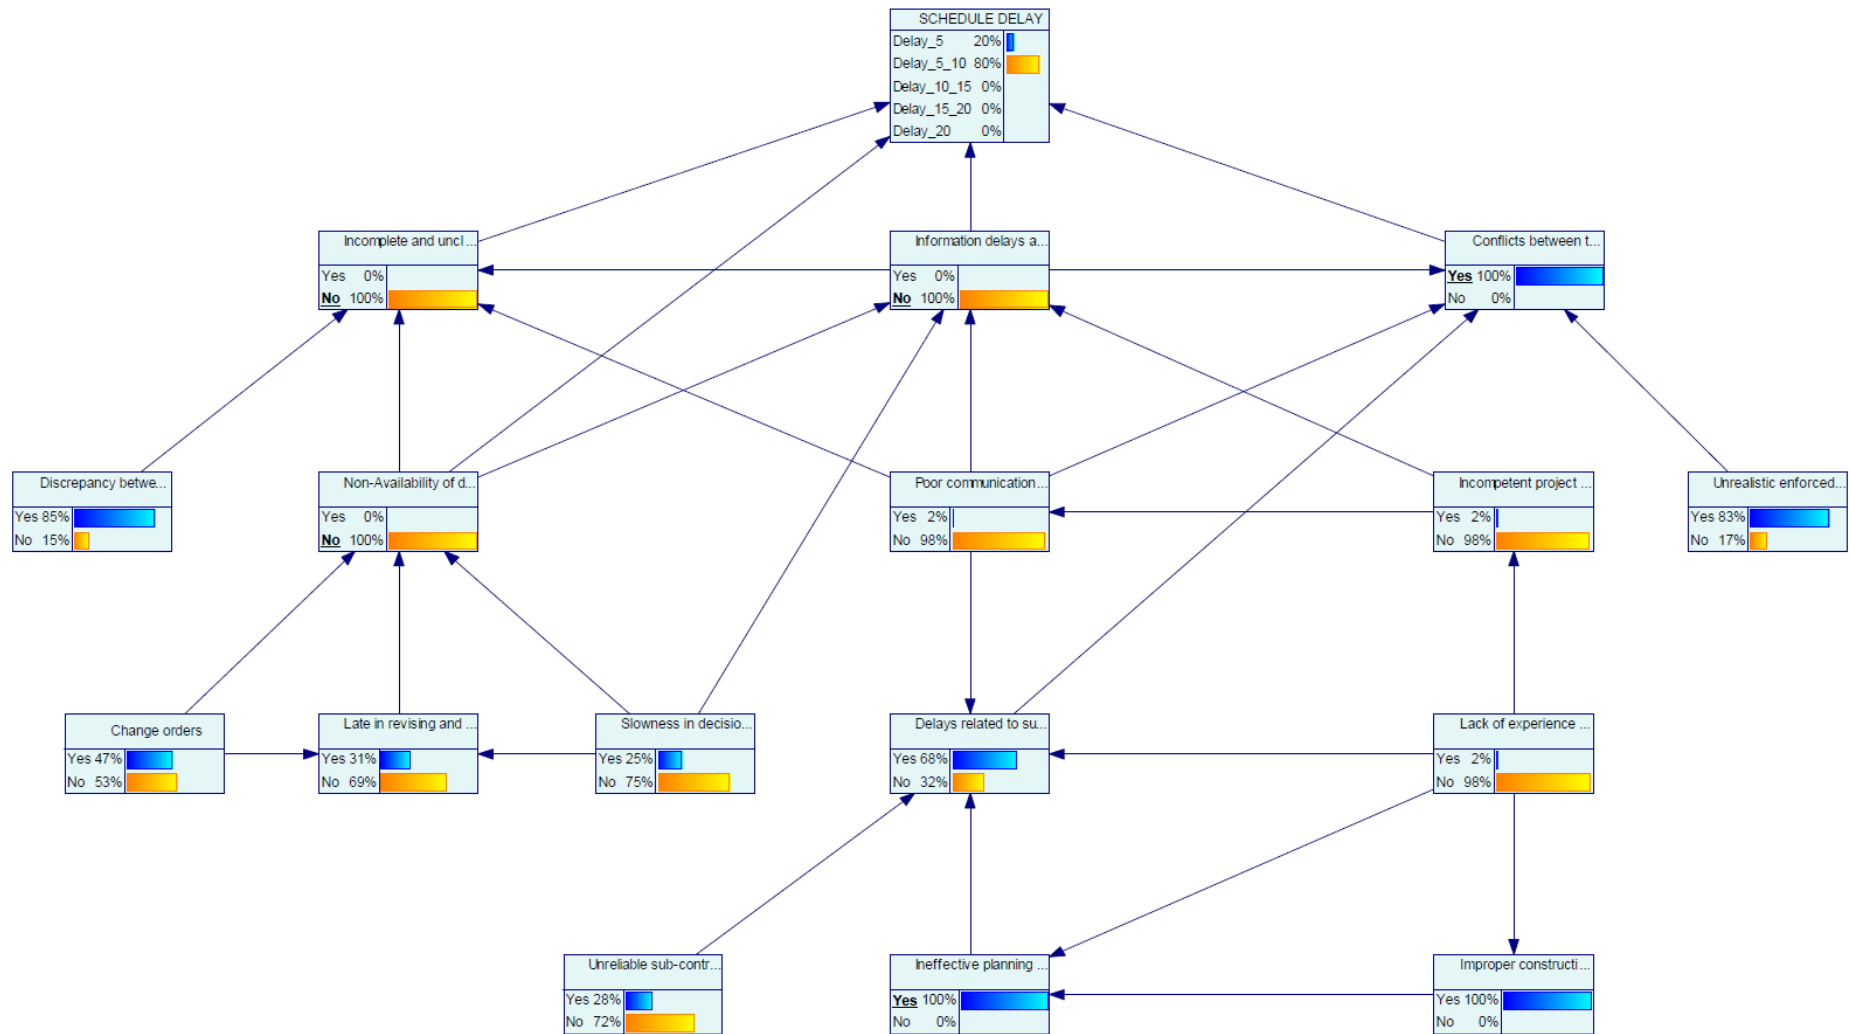 SCHEDULE DELAY
Delay_5 20%
Delay_5_10 80%
Delay_10_15 0%
Delay_15_20 0%
Delay_20 0%
Incomplete and uncl ...
Yes 0%
No 100%
Information delays a...
Yes 0%
No 100%
Conflicts between t...
Yes 100%
No 0%
Discrepancy betwe...
Yes 85%
No 15%
Non-Availability of d...
Yes 0%
No 100%
Poor communication...
Yes 2%
No 98%
Incompetent project ...
Yes 2%
No 98%
Unrealistic enforced...
Yes 83%
No 17%
Change orders
Yes 47%
No 53%
Late in revising and ...
Yes 31%
No 69%
Slowness in decisio...
Yes 25%
No 75%
Delays related to su...
Yes 68%
No 32%
Lack of experience ...
Yes 2%
No 98%
Unreliable sub-contr...
Yes 28%
No 72%
Ineffective planning ...
Yes 100%
No 0%
Improper constructi...
Yes 100%
No 0%